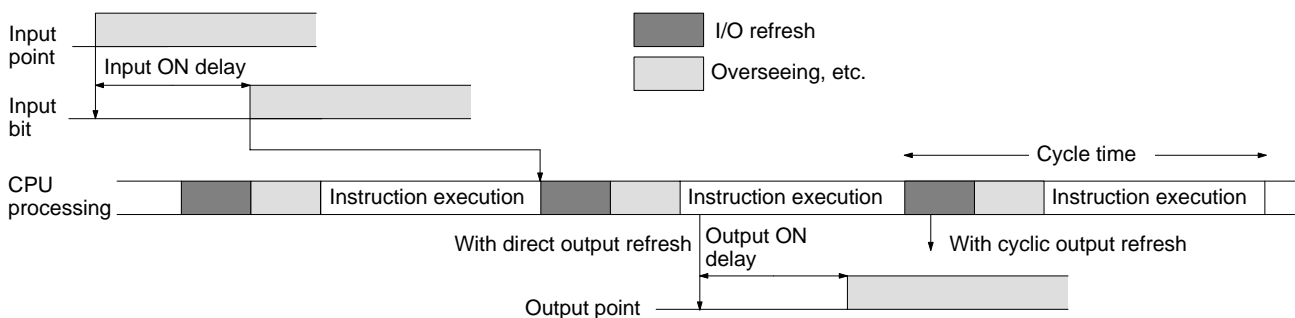 Input
point
I/O refresh
Overseeing, etc.
Input ON delay
Input
bit
Cycle time
CPU
processing
Instruction execution
Instruction execution
Instruction execution
With direct output refresh
Output ON
delay
With cyclic output refresh
Output point